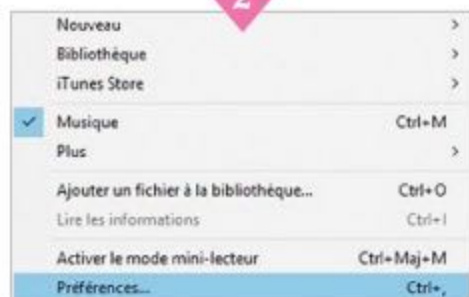 2
Nouveau >
Bibliothèque >
iTunes Store >
✓ Musique Ctrl+M
Plus >
Ajouter un fichier à la bibliothèque... Ctrl+O
Lire les informations Ctrl+I
Activer le mode mini-lecteur Ctrl+Maj+M
Préférences... Ctrl+,